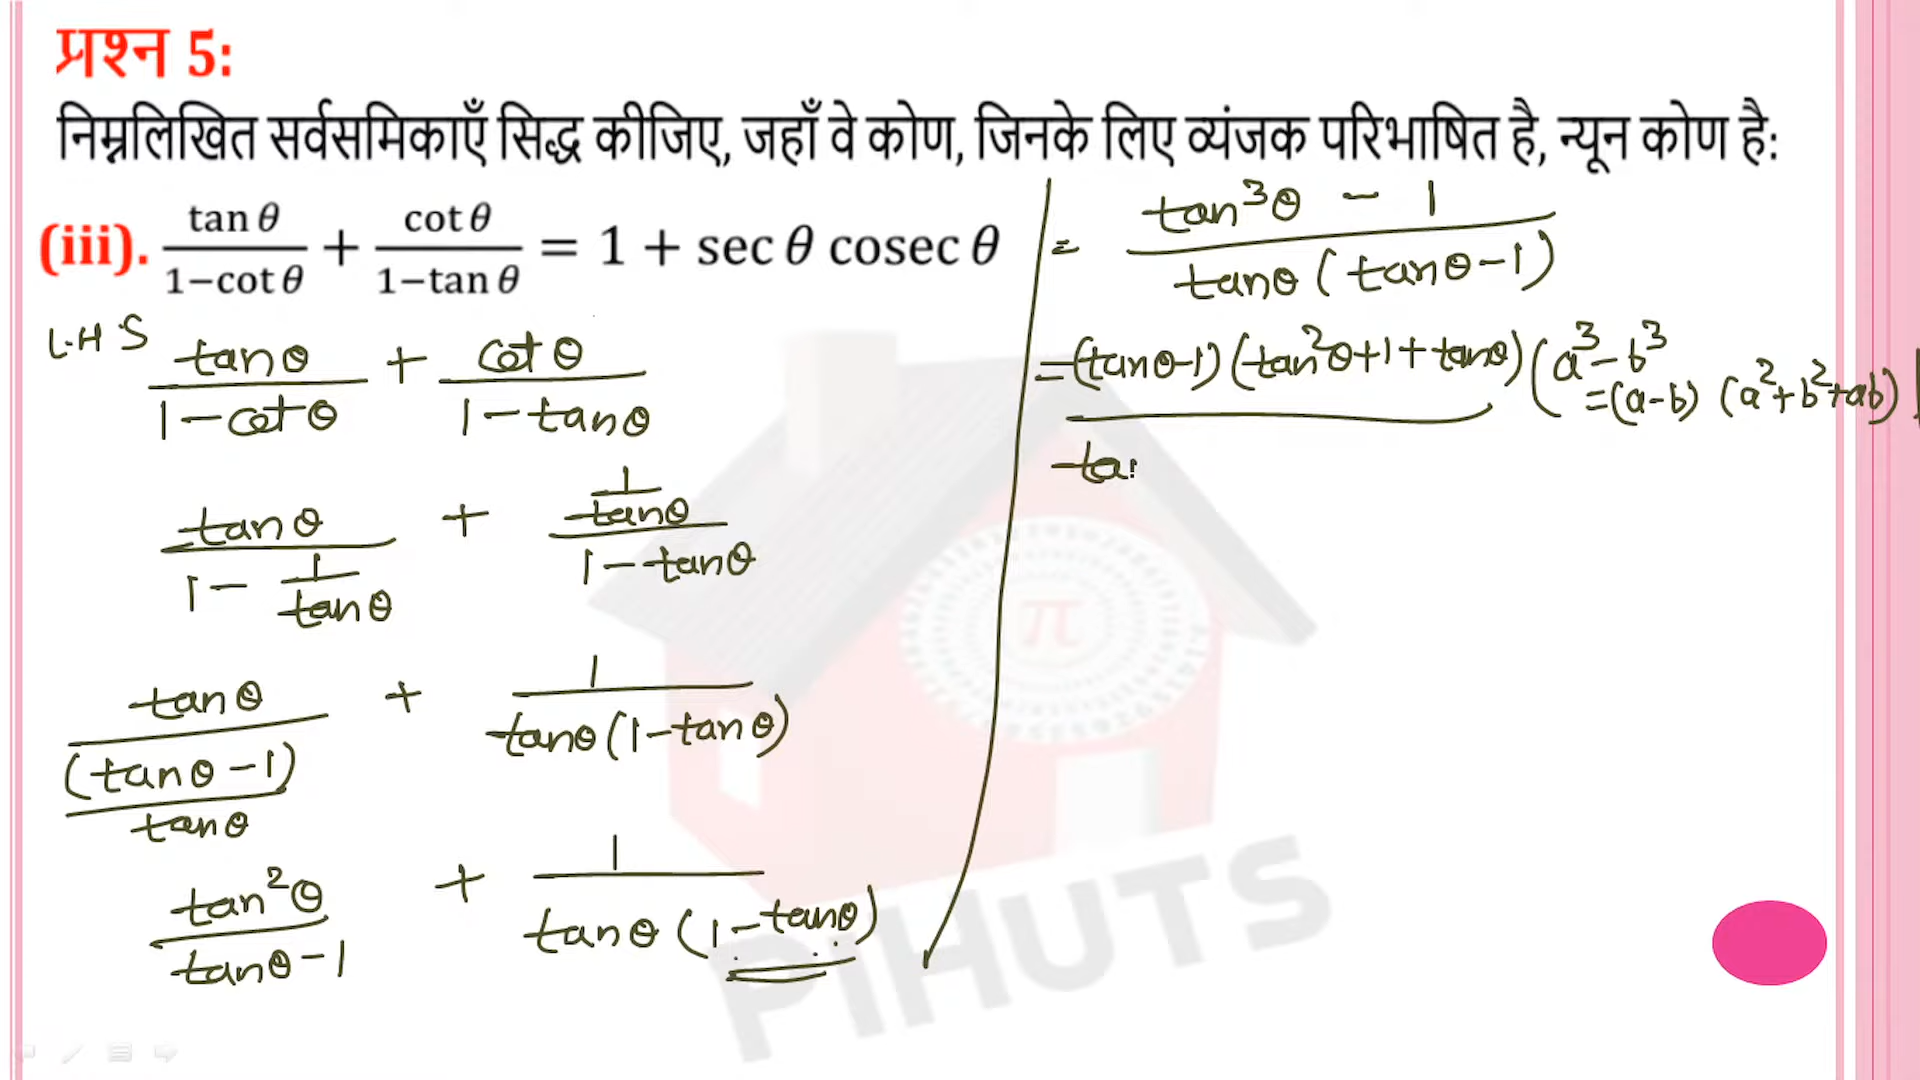 प्रश्न 5:
निम्नलिखित सर्वसमिकाएँ सिद्ध कीजिए, जहाँ वे कोण, जिनके लिए व्यंजक परिभाषित है, न्यून कोण है:
(iii). tan θ/(1−cot θ) + cot θ/(1−tan θ) = 1 + sec θ cosec θ
L.H.S tanθ/(1-cotθ) + cotθ/(1-tanθ)
tanθ/(1-1/tanθ) + (1/tanθ)/(1-tanθ)
tanθ/((tanθ-1)/tanθ) + 1/(tanθ(1-tanθ))
tan²θ/(tanθ-1) + 1/(tanθ(1-tanθ))
= (tan³θ - 1)/(tanθ(tanθ-1))
= (tanθ-1)(tan²θ+1+tanθ) (a³-b³
=(a-b)(a²+b²+ab)
ta
PiHUTS
π